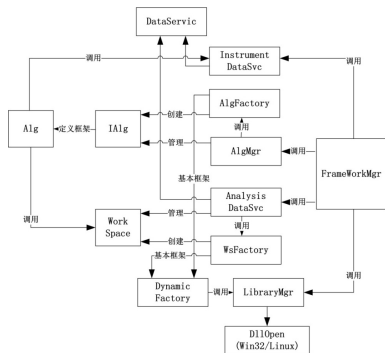 DataServic
调用
Instrument
DataSvc
调用
AlgFactory
创建
调用
Alg
定义框架
IAlg
管理
AlgMgr
调用
FrameWorkMgr
基本框架
Analysis
DataSvc
调用
管理
调用
Work
Space
调用
创建
WsFactory
基本框架
调用
Dynamic
Factory
调用
LibraryMgr
DllOpen
(Win32/Linux)